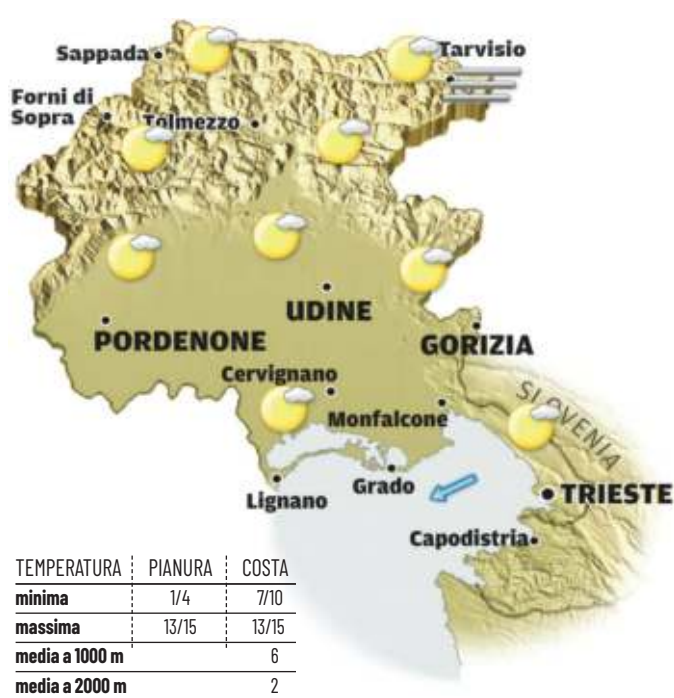 Sappada
Tarvisio
Forni di
Sopra
Tolmezzo
UDINE
PORDENONE
GORIZIA
Cervignano
SLOVENIA
Monfalcone
Lignano
Grado
TRIESTE
Capodistria
TEMPERATURA PIANURA COSTA
minima 1/4 7/10
massima 13/15 13/15
media a 1000 m 6
media a 2000 m 2